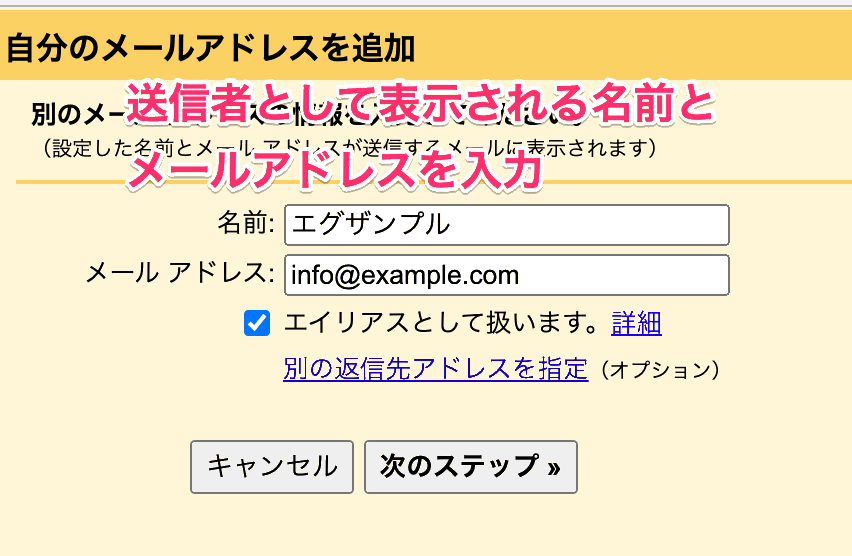 自分のメールアドレスを追加
送信者として表示される名前と
別のメー
(設定した名前とメール アドレスが送信するメールに表示されます)
メールアドレスを入力
名前: エグザンプル
メール アドレス: info@example.com
エイリアスとして扱います。詳細
別の返信先アドレスを指定 (オプション)
キャンセル 次のステップ »